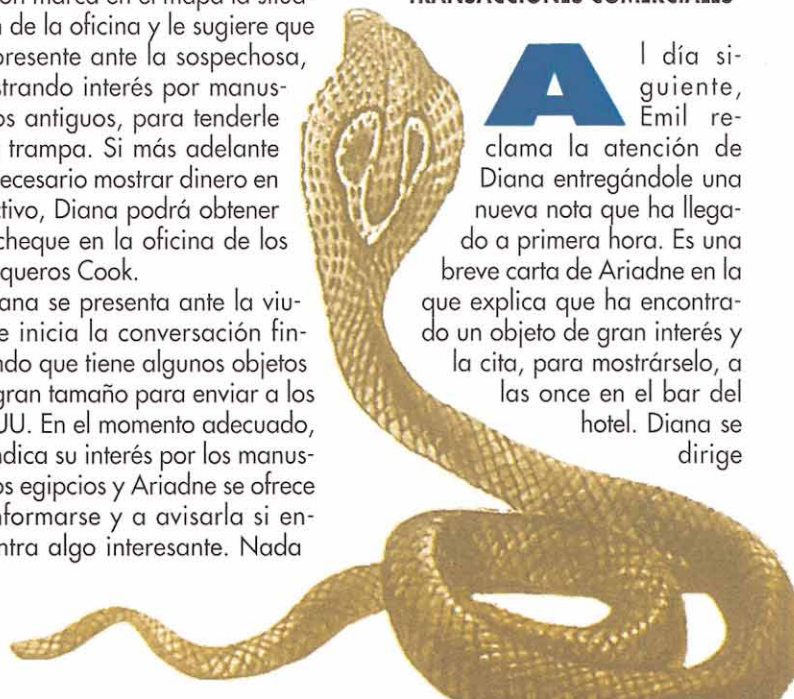 marca en el mapa la situa-
de la oficina y le sugiere que
presente ante la sospechosa,
strando interés por manus-
os antiguos, para tenderle
trampa. Si más adelante
ecesario mostrar dinero en
ctivo, Diana podrá obtener
cheque en la oficina de los
queros Cook.
ana se presenta ante la viu-
e inicia la conversación fin-
ndo que tiene algunos objetos
gran tamaño para enviar a los
UU. En el momento adecuado,
ndica su interés por los manus-
os egipcios y Ariadne se ofrece
nformarse y a avisarla si en-
ntra algo interesante. Nada
TRANSACCIONES COMERCIALES
Al día si-
guiente,
Emil re-
clama la atención de
Diana entregándole una
nueva nota que ha llega-
do a primera hora. Es una
breve carta de Ariadne en la
que explica que ha encontra-
do un objeto de gran interés y
la cita, para mostrárselo, a
las once en el bar del
hotel. Diana se
dirige